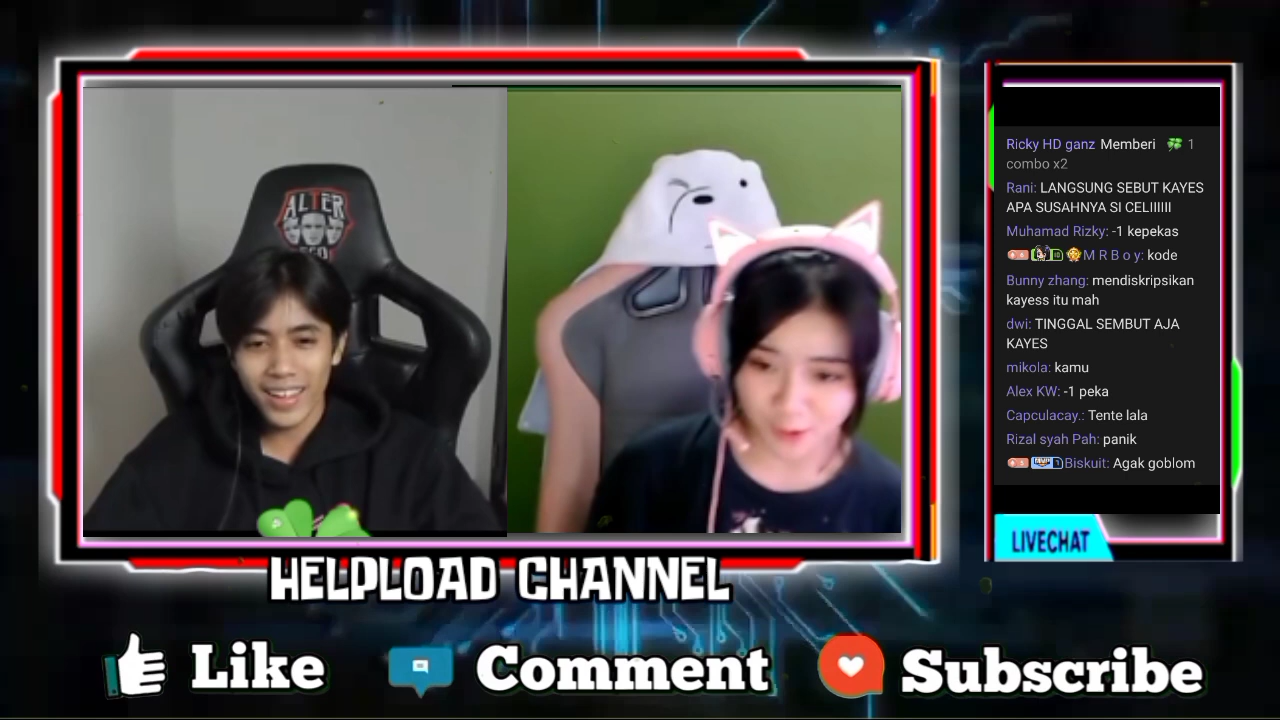 ALTER
EGO
Ricky HD ganz Memberi 1
combo x2
Rani: LANGSUNG SEBUT KAYES
APA SUSAHNYA SI CELIIIIII
Muhamad Rizky: -1 kepekas
M R B o y: kode
Bunny zhang: mendiskripsikan
kayess itu mah
dwi: TINGGAL SEMBUT AJA
KAYES
mikola: kamu
Alex KW: -1 peka
Capculacay.: Tente lala
Rizal syah Pah: panik
Biskuit: Agak goblom
LIVECHAT
HELPLOAD CHANNEL
Like
Comment
Subscribe